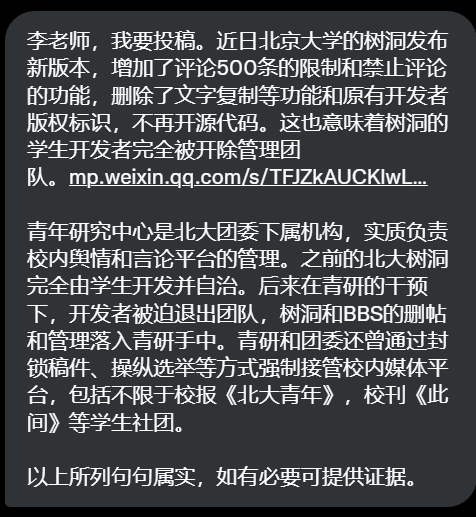 李老师，我要投稿。近日北京大学的树洞发布
新版本，增加了评论500条的限制和禁止评论
的功能，删除了文字复制等功能和原有开发者
版权标识，不再开源代码。这也意味着树洞的
学生开发者完全被开除管理团
队。mp.weixin.qq.com/s/TFJZkAUCKlwL...
青年研究中心是北大团委下属机构，实质负责
校内舆情和言论平台的管理。之前的北大树洞
完全由学生开发并自治。后来在青研的干预
下，开发者被迫退出团队，树洞和BBS的删帖
和管理落入青研手中。青研和团委还曾通过封
锁稿件、操纵选举等方式强制接管校内媒体平
台，包括不限于校报《北大青年》，校刊《此
间》等学生社团。
以上所列句句属实，如有必要可提供证据。